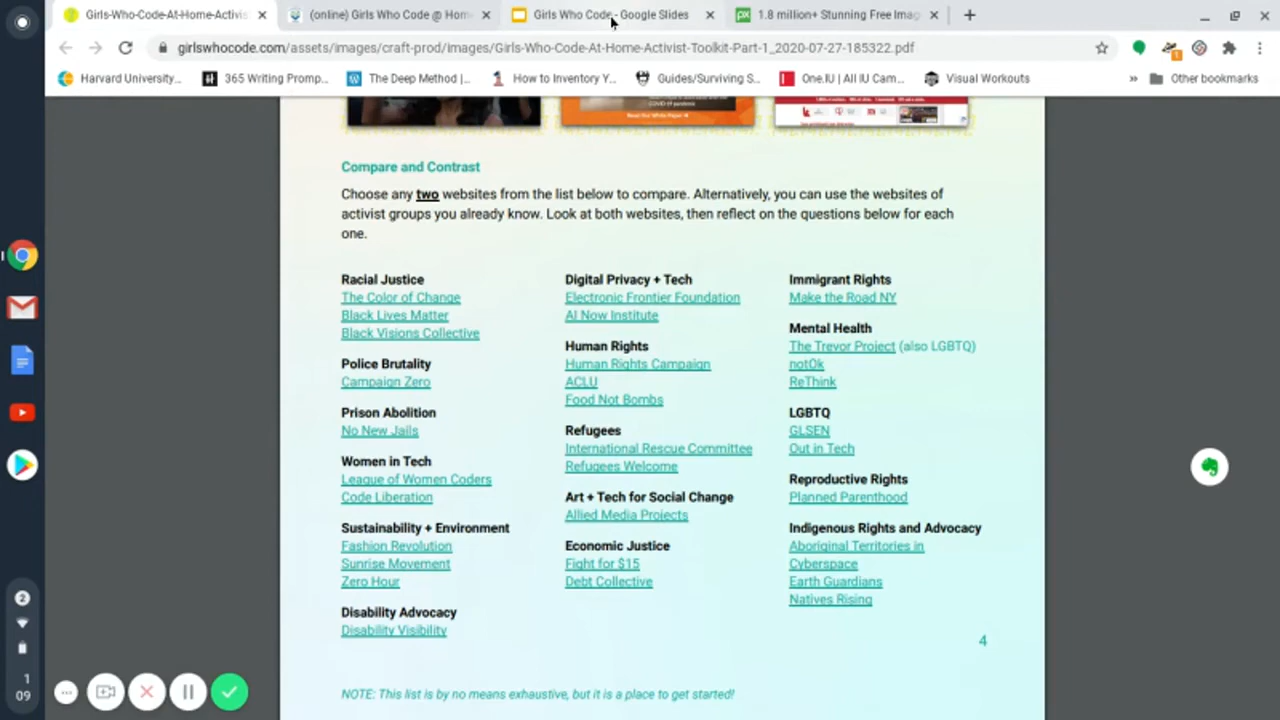 Girls-Who-Code-At-Home-Activis
(online) Girls Who Code @ Hom
Girls Who Code - Google Slides
1.8 million+ Stunning Free Imag
girlswhocode.com/assets/images/craft-prod/images/Girls-Who-Code-At-Home-Activist-Toolkit-Part-1_2020-07-27-185322.pdf
Harvard University...
365 Writing Promp...
The Deep Method |...
How to Inventory Y...
Guides/Surviving S...
One.IU | All IU Cam...
Visual Workouts
Other bookmarks
COVID-19 pandemic
Compare and Contrast
Choose any two websites from the list below to compare. Alternatively, you can use the websites of
activist groups you already know. Look at both websites, then reflect on the questions below for each
one.
Racial Justice
The Color of Change
Black Lives Matter
Black Visions Collective
Police Brutality
Campaign Zero
Prison Abolition
No New Jails
Women in Tech
League of Women Coders
Code Liberation
Sustainability + Environment
Fashion Revolution
Sunrise Movement
Zero Hour
Disability Advocacy
Disability Visibility
Digital Privacy + Tech
Electronic Frontier Foundation
AI Now Institute
Human Rights
Human Rights Campaign
ACLU
Food Not Bombs
Refugees
International Rescue Committee
Refugees Welcome
Art + Tech for Social Change
Allied Media Projects
Economic Justice
Fight for $15
Debt Collective
Immigrant Rights
Make the Road NY
Mental Health
The Trevor Project (also LGBTQ)
notOk
ReThink
LGBTQ
GLSEN
Out in Tech
Reproductive Rights
Planned Parenthood
Indigenous Rights and Advocacy
Aboriginal Territories in
Cyberspace
Earth Guardians
Natives Rising
4
NOTE: This list is by no means exhaustive, but it is a place to get started!
2
1
09